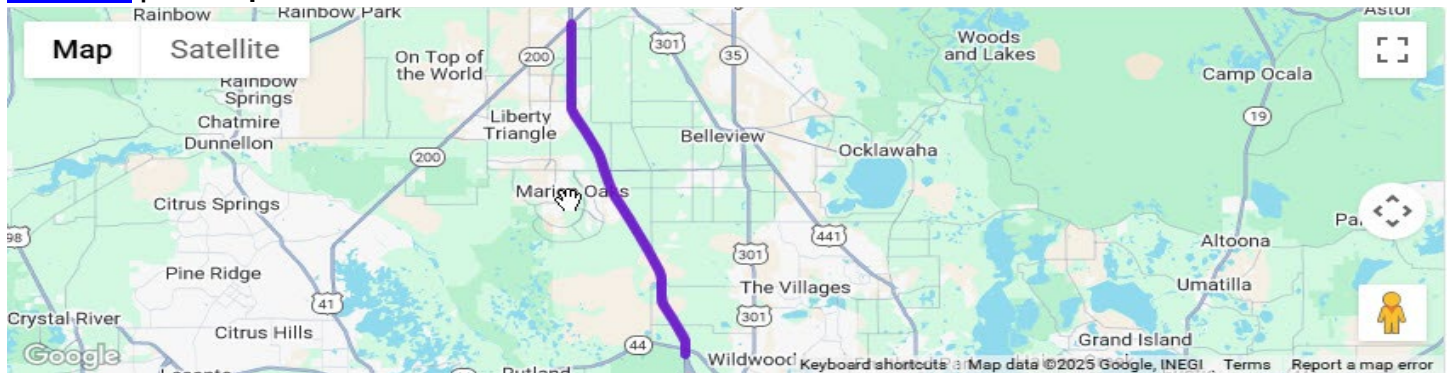 Rainbow
Rainbow Park
Astor
Map
Satellite
301
Woods
and Lakes
On Top of
the World
200
35
Camp Ocala
Rainbow
Springs
Liberty
Triangle
19
Chatmire
Dunnellon
Belleview
Ocklawaha
200
Marion Oaks
Citrus Springs
98
441
Altoona
301
Pine Ridge
The Villages
Umatilla
41
Crystal River
301
Citrus Hills
Grand Island
44
Wildwood
Google
Keyboard shortcuts
Map data ©2025 Google, INEGI
Terms
Report a map error